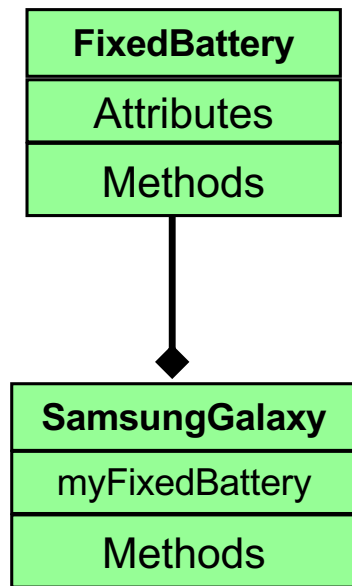 FixedBattery
Attributes
Methods
SamsungGalaxy
myFixedBattery
Methods